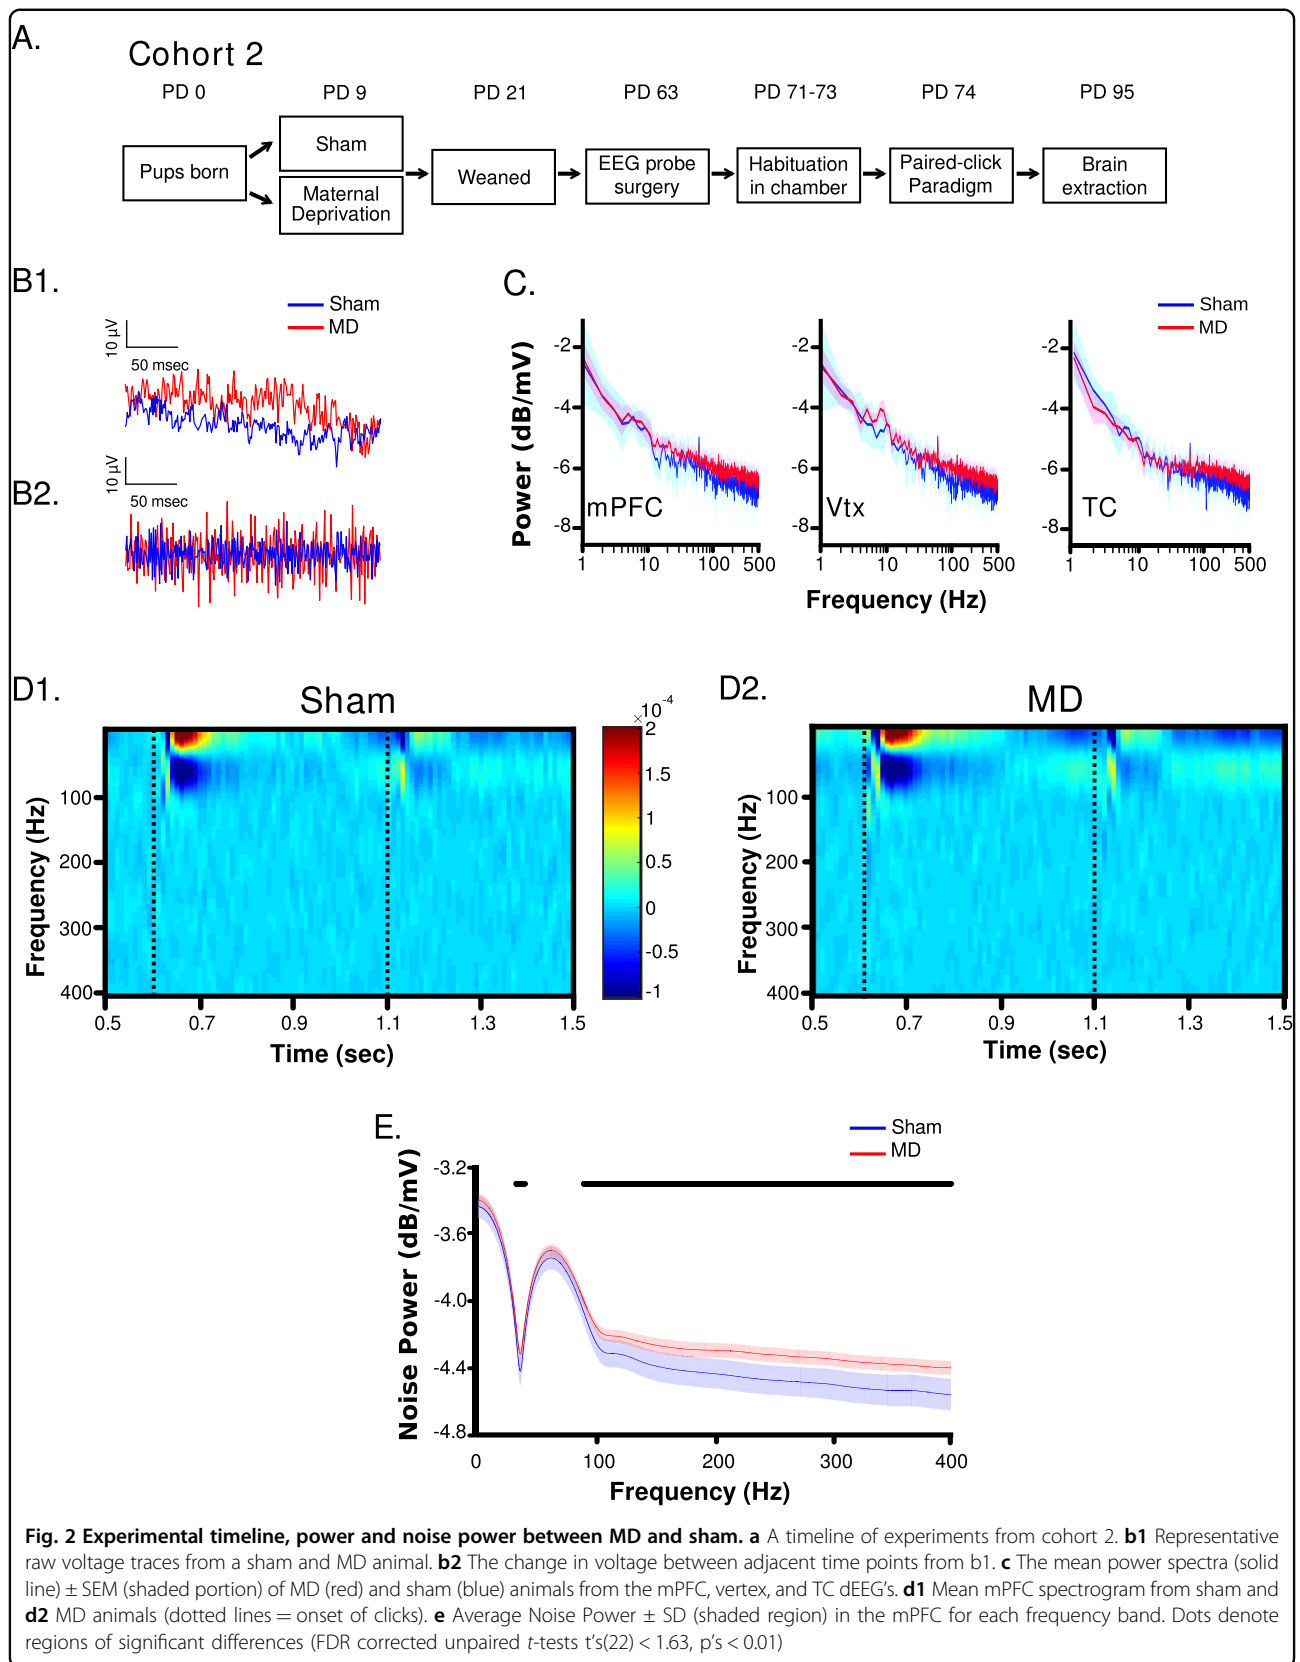 A.
Cohort 2
PD 0 PD 9 PD 21 PD 63 PD 71-73 PD 74 PD 95
Pups born
Sham
Maternal
Deprivation
Weaned
EEG probe
surgery
Habituation
in chamber
Paired-click
Paradigm
Brain
extraction
B1.
Sham
MD
10 µV
50 msec
B2.
10 µV
50 msec
C.
Sham
MD
Power (dB/mV)
-2
-4
-6
-8
mPFC
1 10 100 500
-2
-4
-6
-8
Vtx
1 10 100 500
-2
-4
-6
-8
TC
1 10 100 500
Frequency (Hz)
D1.
Sham
Frequency (Hz)
100
200
300
400
0.5 0.7 0.9 1.1 1.3 1.5
Time (sec)
×10-4
2
1.5
1
0.5
0
-0.5
-1
D2.
MD
Frequency (Hz)
100
200
300
400
0.5 0.7 0.9 1.1 1.3 1.5
Time (sec)
E.
Sham
MD
Noise Power (dB/mV)
-3.2
-3.6
-4.0
-4.4
-4.8
0 100 200 300 400
Frequency (Hz)
Fig. 2 Experimental timeline, power and noise power between MD and sham. a A timeline of experiments from cohort 2. b1 Representative
raw voltage traces from a sham and MD animal. b2 The change in voltage between adjacent time points from b1. c The mean power spectra (solid
line) ± SEM (shaded portion) of MD (red) and sham (blue) animals from the mPFC, vertex, and TC dEEG's. d1 Mean mPFC spectrogram from sham and
d2 MD animals (dotted lines = onset of clicks). e Average Noise Power ± SD (shaded region) in the mPFC for each frequency band. Dots denote
regions of significant differences (FDR corrected unpaired t-tests t's(22) < 1.63, p's < 0.01)